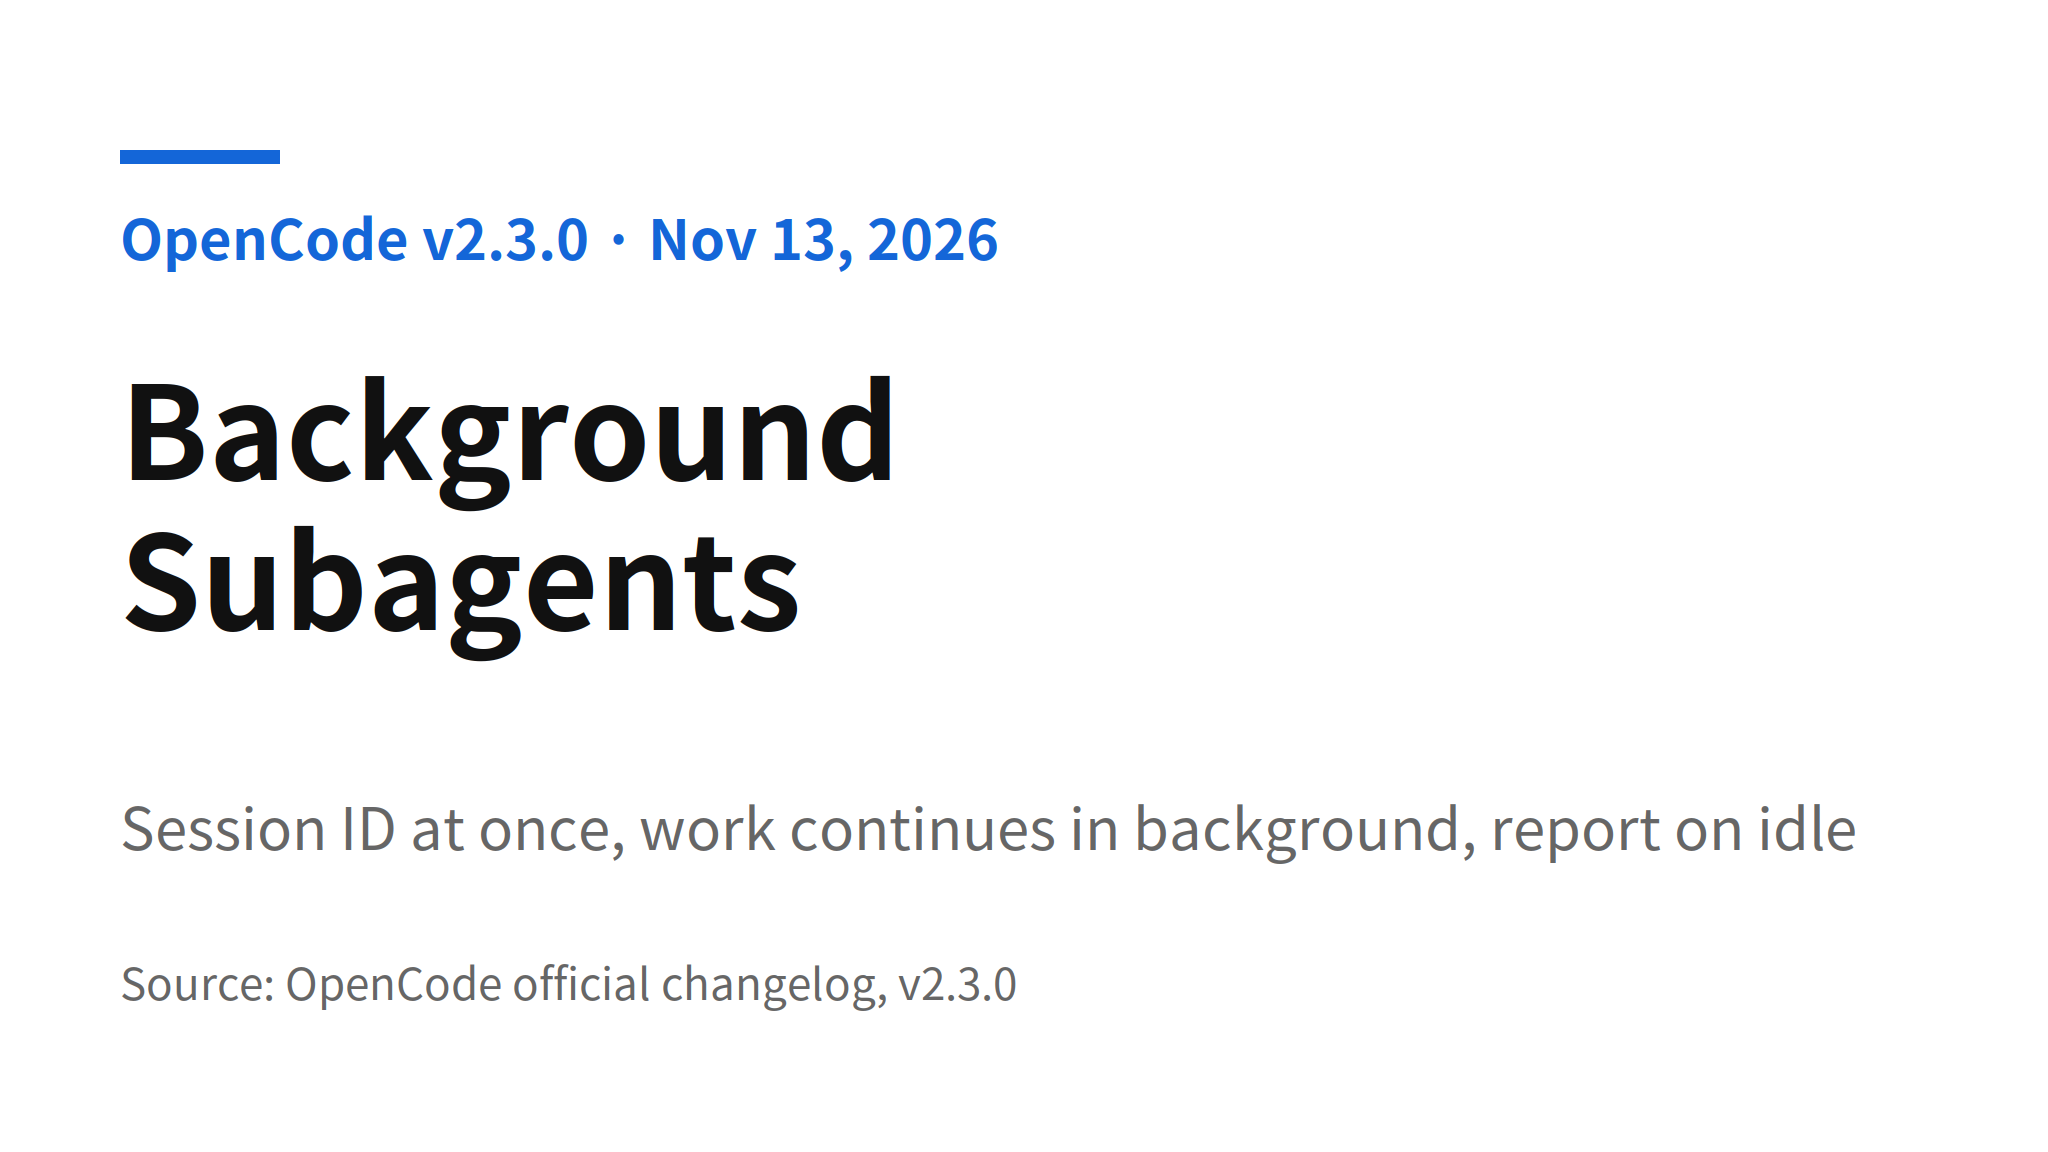 OpenCode v2.3.0 · Nov 13, 2026
Background
Subagents
Session ID at once, work continues in background, report on idle
Source: OpenCode official changelog, v2.3.0